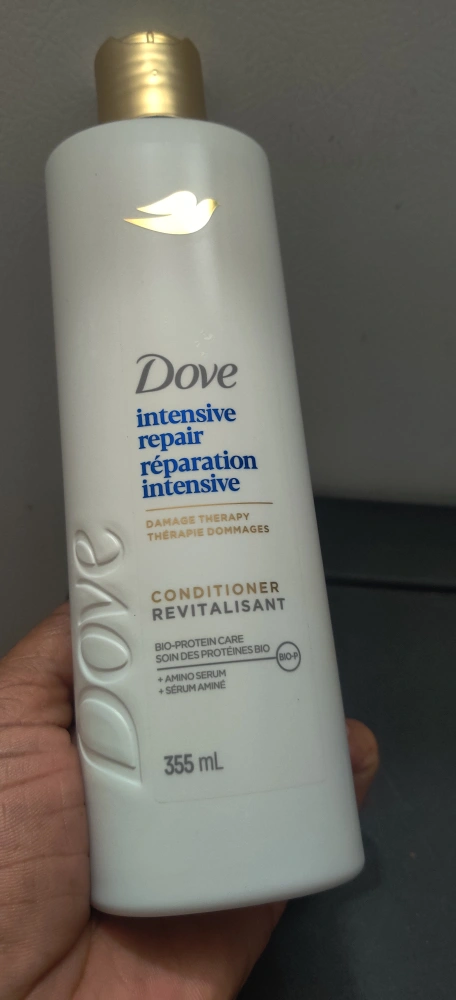 Dove
intensive
repair
réparation
intensive
DAMAGE THERAPY
THÉRAPIE DOMMAGES
CONDITIONER
REVITALISANT
BIO-PROTEIN CARE
SOIN DES PROTÉINES BIO
BIO-P
+ AMINO SERUM
+ SÉRUM AMINÉ
355 mL
Dove